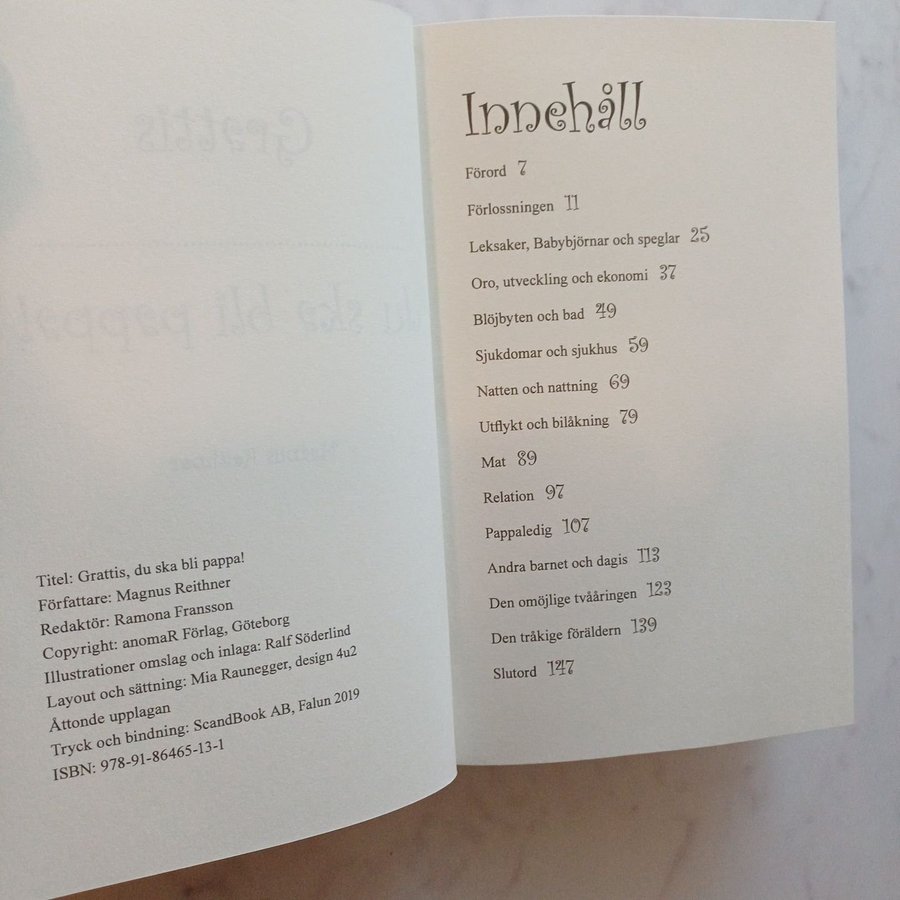 Titel: Grattis, du ska bli pappa!
Författare: Magnus Reithner
Redaktör: Ramona Fransson
Copyright: anomaR Förlag, Göteborg
Illustrationer omslag och inlaga: Ralf Söderlind
Layout och sättning: Mia Raunegger, design 4u2
Åttonde upplagan
Tryck och bindning: ScandBook AB, Falun 2019
ISBN: 978-91-86465-13-1
Innehåll
Förord 7
Förlossningen 11
Leksaker, Babybjörnar och speglar 25
Oro, utveckling och ekonomi 37
Blöjbyten och bad 49
Sjukdomar och sjukhus 59
Natten och nattning 69
Utflykt och bilåkning 79
Mat 89
Relation 97
Pappaledig 107
Andra barnet och dagis 113
Den omöjlige tvååringen 123
Den tråkige föräldern 139
Slutord 147